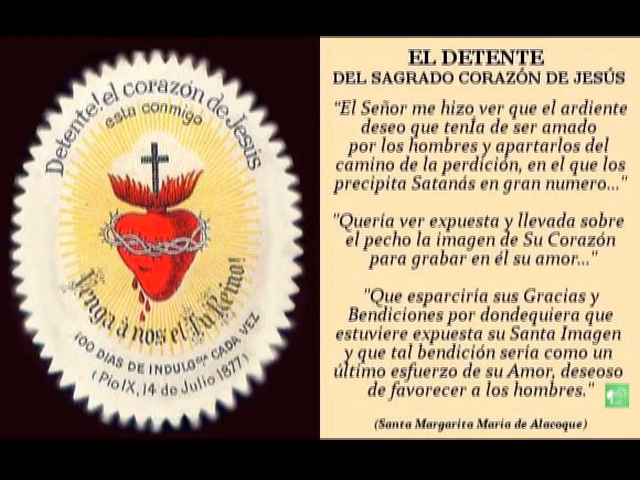 Detente! el corazón de Jesús
esta conmigo
Venga à nos el Tu Reino!
100 DIAS DE INDULG.CIA CADA VEZ
(Pio IX, 14 de Julio 1877)
EL DETENTE
DEL SAGRADO CORAZÓN DE JESÚS
"El Señor me hizo ver que el ardiente
deseo que tenÍa de ser amado
por los hombres y apartarlos del
camino de la perdición, en el que los
precipita Satanás en gran numero..."
"Quería ver expuesta y llevada sobre
el pecho la imagen de Su Corazón
para grabar en él su amor..."
"Que esparciría sus Gracias y
Bendiciones por dondequiera que
estuviere expuesta su Santa Imagen
y que tal bendición sería como un
último esfuerzo de su Amor, deseoso
de favorecer a los hombres."
(Santa Margarita Maria de Alacoque)